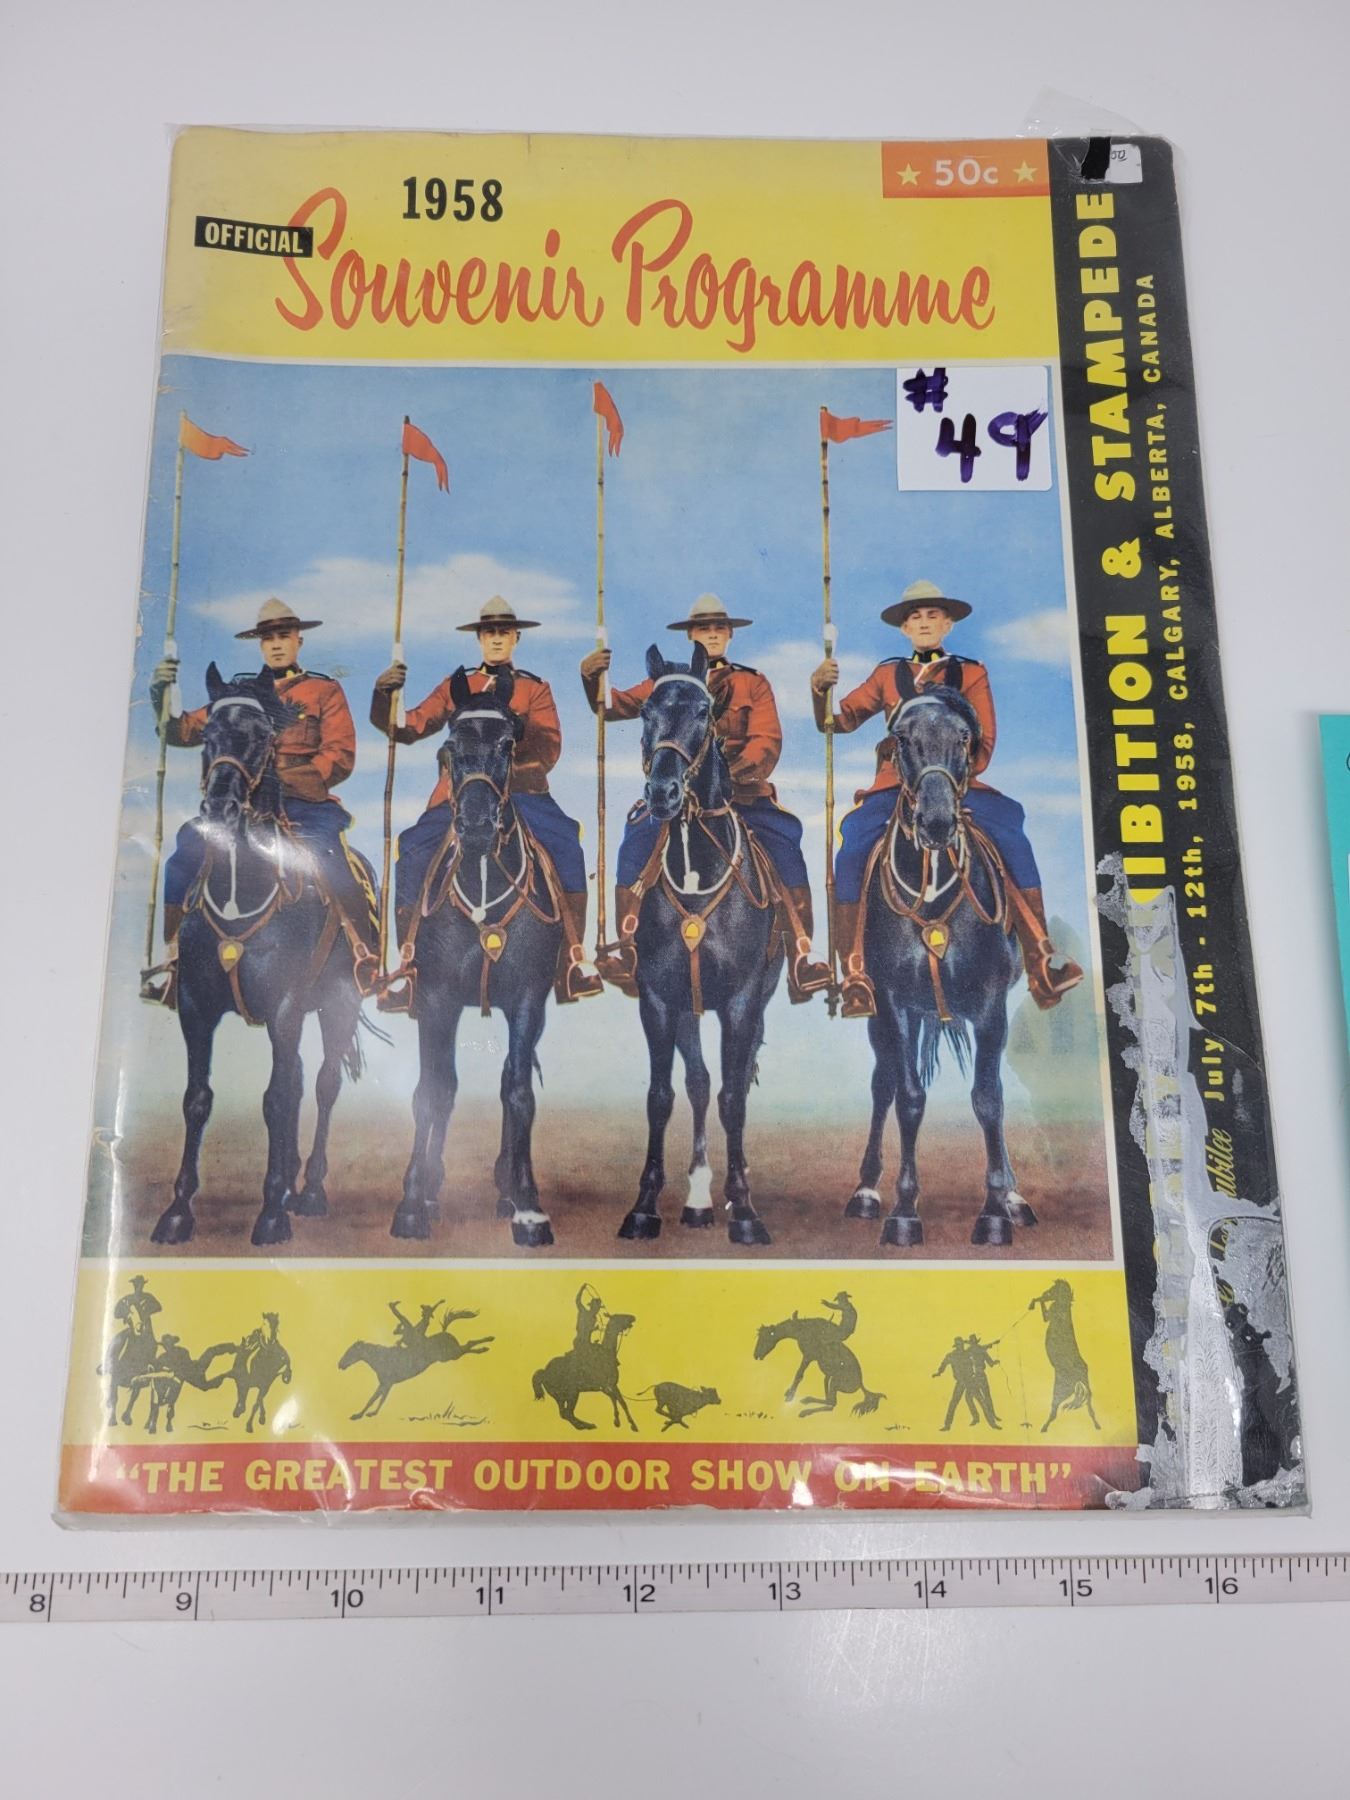 1958
★ 50c ★
OFFICIAL
Souvenir Programme
# 49
IBITION & STAMPEDE
July 7th - 12th, 1958, CALGARY, ALBERTA, CANADA
ubilee
"THE GREATEST OUTDOOR SHOW ON EARTH"
8 9 10 11 12 13 14 15 16